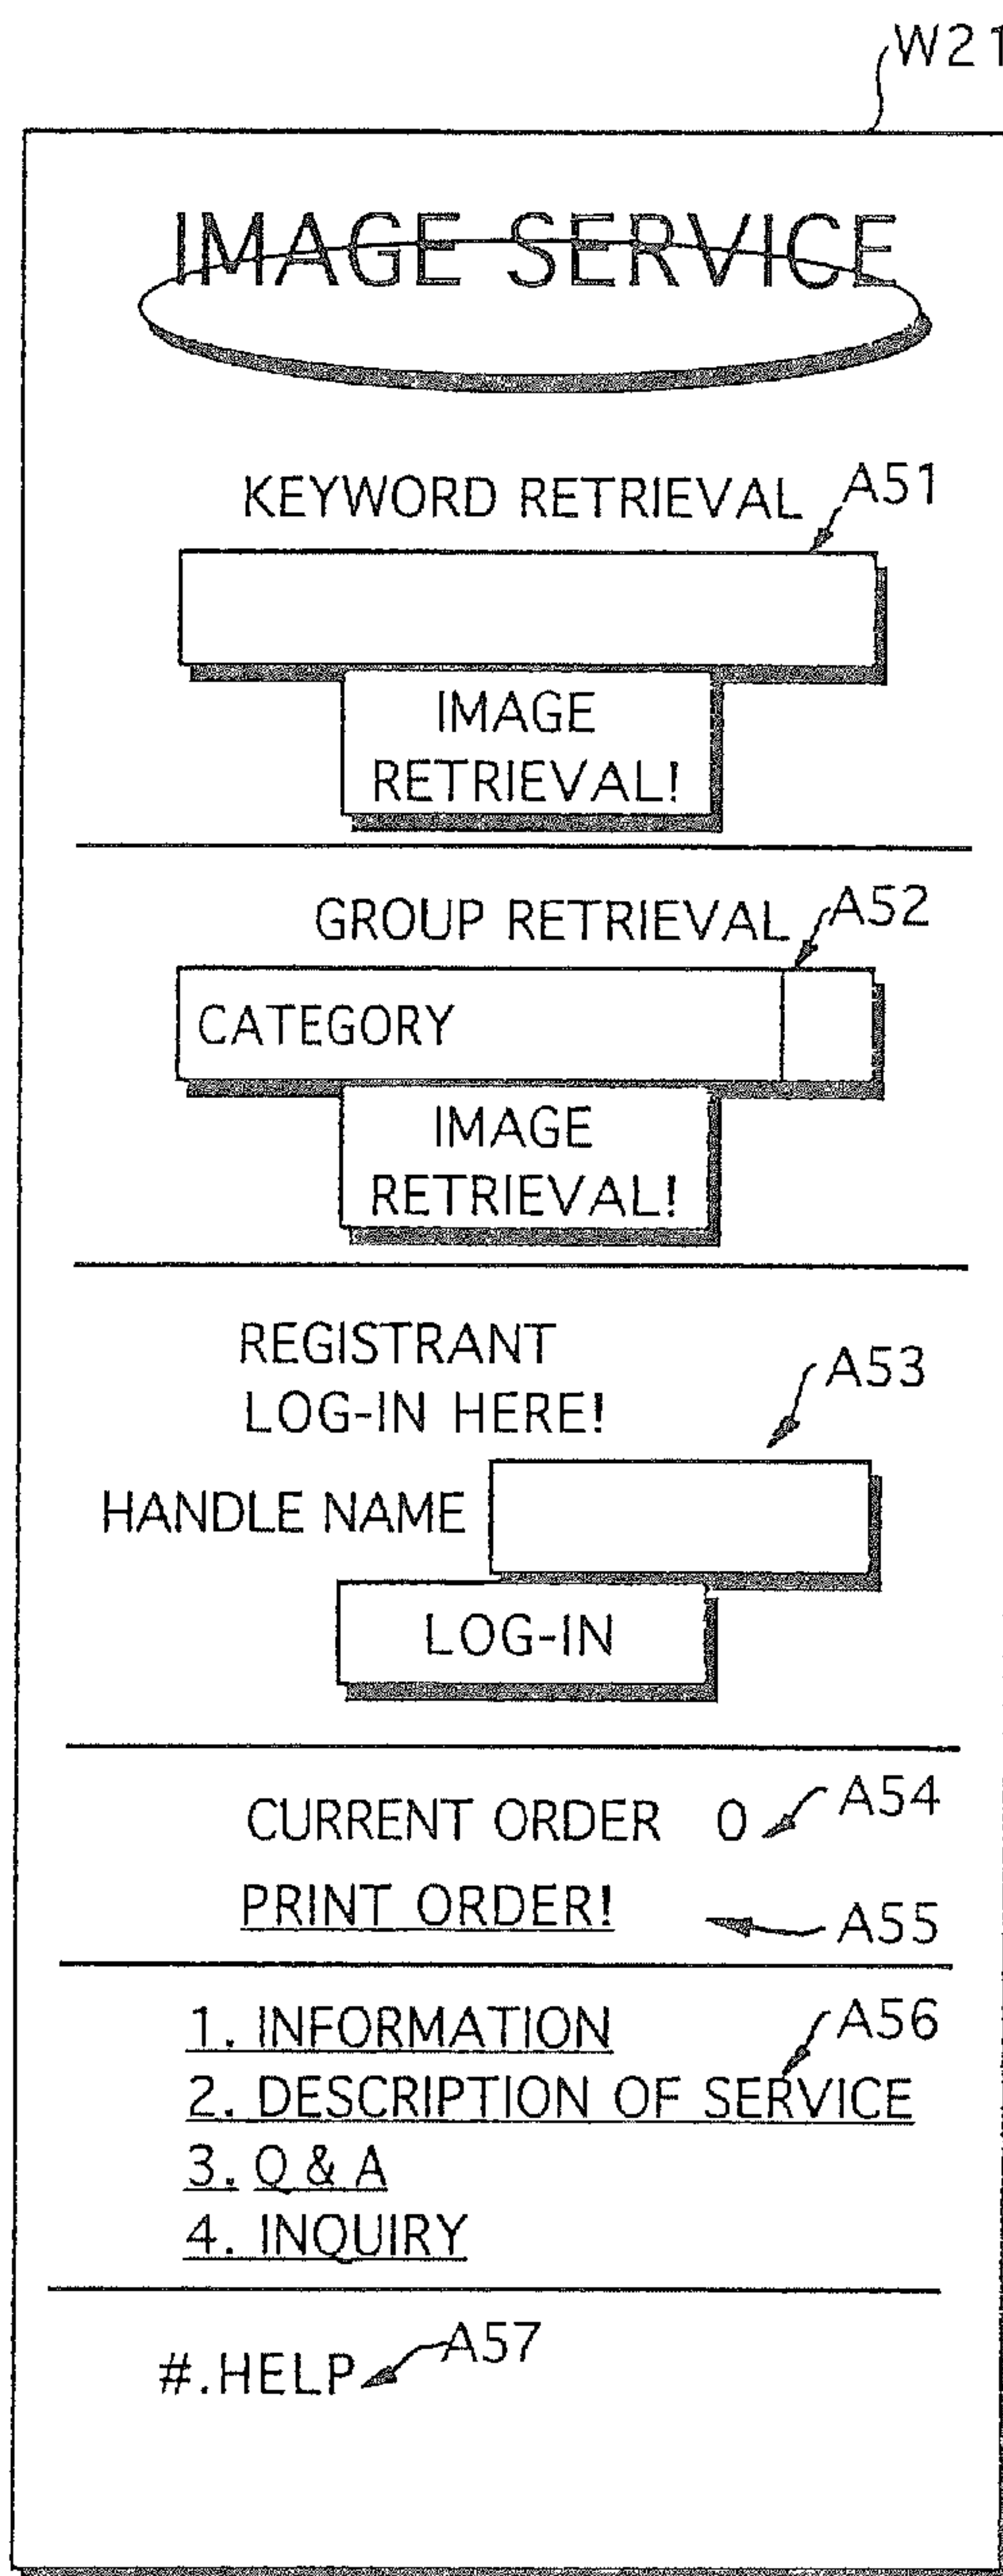 W21
IMAGE SERVICE
KEYWORD RETRIEVAL A51
IMAGE
RETRIEVAL!
GROUP RETRIEVAL A52
CATEGORY
IMAGE
RETRIEVAL!
REGISTRANT
LOG-IN HERE!
A53
HANDLE NAME
LOG-IN
CURRENT ORDER 0 A54
PRINT ORDER! A55
1. INFORMATION A56
2. DESCRIPTION OF SERVICE
3. Q & A
4. INQUIRY
#.HELP A57